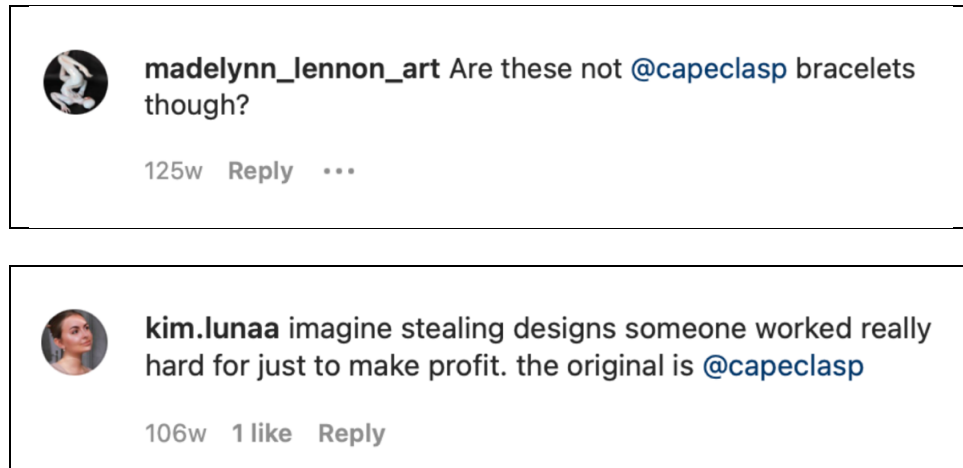 madelynn_lennon_art Are these not @capeclasp bracelets
though?
125w Reply •••
kim.lunaa imagine stealing designs someone worked really
hard for just to make profit. the original is @capeclasp
106w 1 like Reply